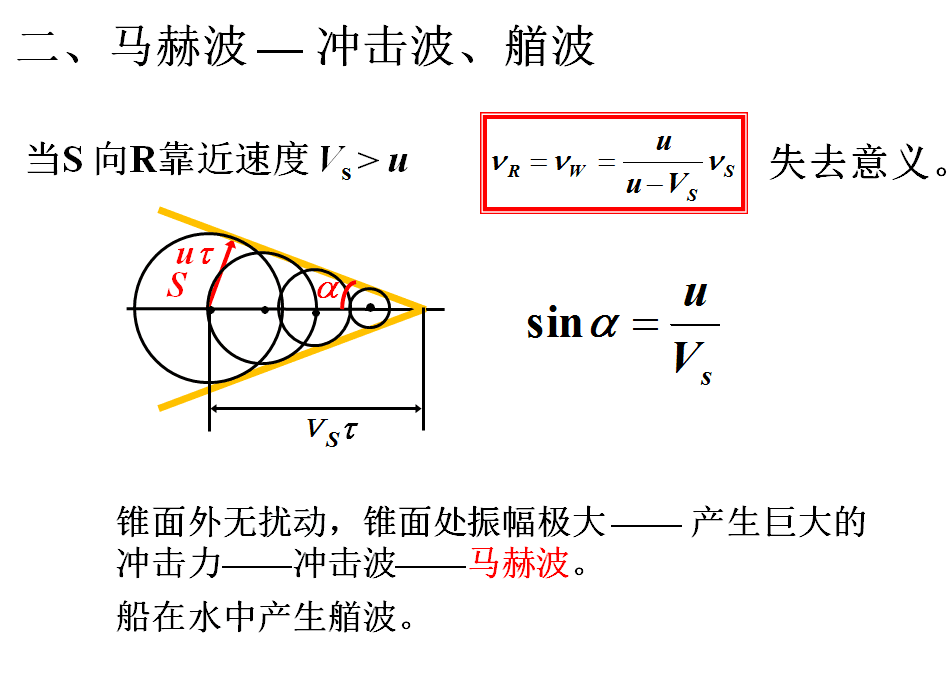 二、马赫波 — 冲击波、艏波
当S 向R靠近速度 Vs > u
νR = νW = u / (u − VS) νS 失去意义。
uτ
S
α
sinα = u / Vs
VSτ
锥面外无扰动，锥面处振幅极大 —— 产生巨大的
冲击力——冲击波——马赫波。
船在水中产生艏波。